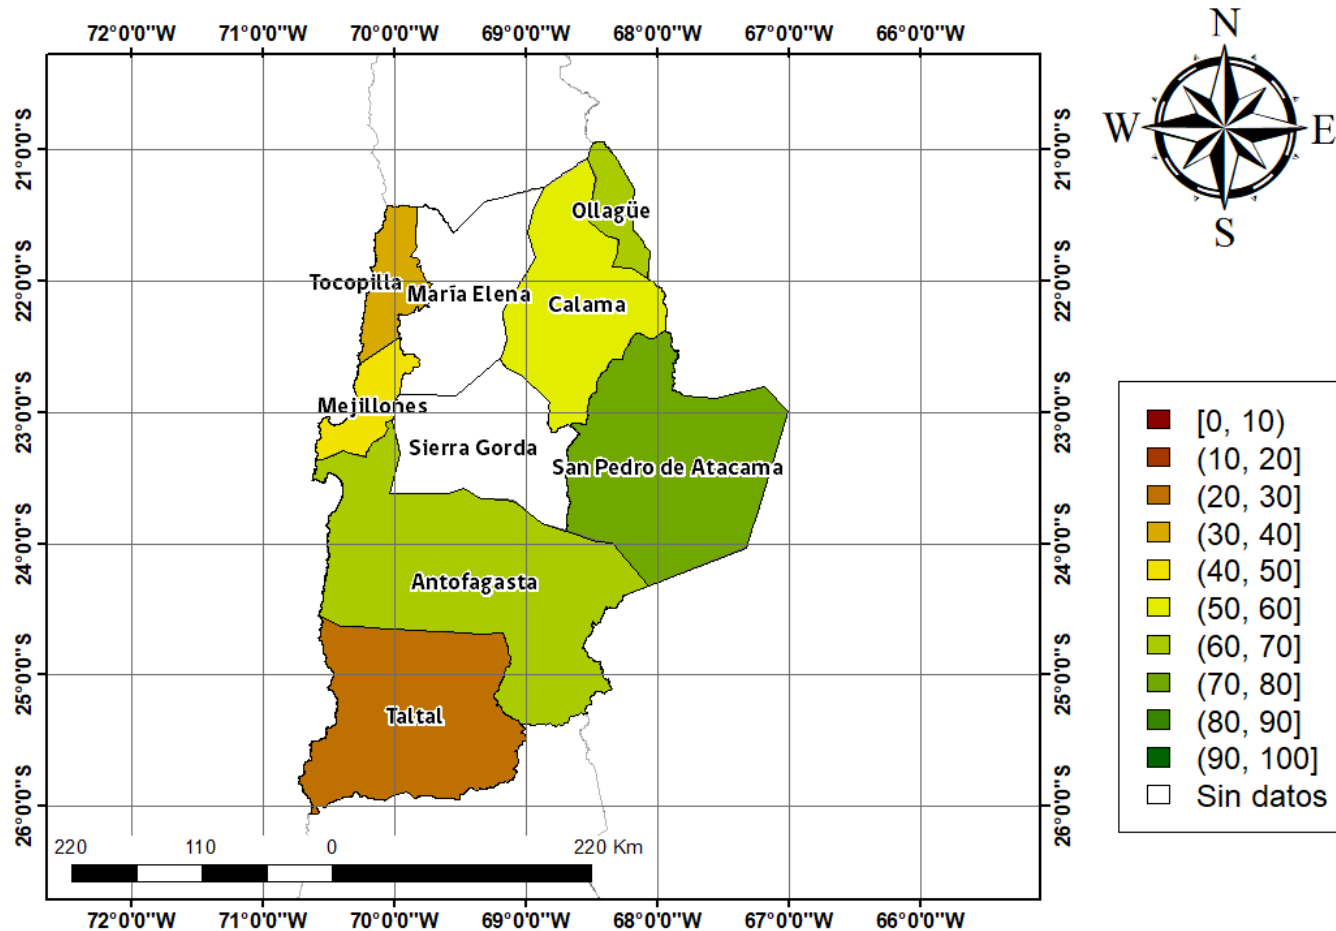 72°0'0"W 71°0'0"W 70°0'0"W 69°0'0"W 68°0'0"W 67°0'0"W 66°0'0"W
N
W E
S
21°0'0"S 21°0'0"S
Ollagüe
Tocopilla
22°0'0"S 22°0'0"S
María Elena
Calama
Mejillones
23°0'0"S 23°0'0"S
Sierra Gorda
San Pedro de Atacama
24°0'0"S 24°0'0"S
Antofagasta
25°0'0"S 25°0'0"S
Taltal
26°0'0"S 26°0'0"S
[0, 10)
(10, 20]
(20, 30]
(30, 40]
(40, 50]
(50, 60]
(60, 70]
(70, 80]
(80, 90]
(90, 100]
Sin datos
220 110 0 220 Km
72°0'0"W 71°0'0"W 70°0'0"W 69°0'0"W 68°0'0"W 67°0'0"W 66°0'0"W